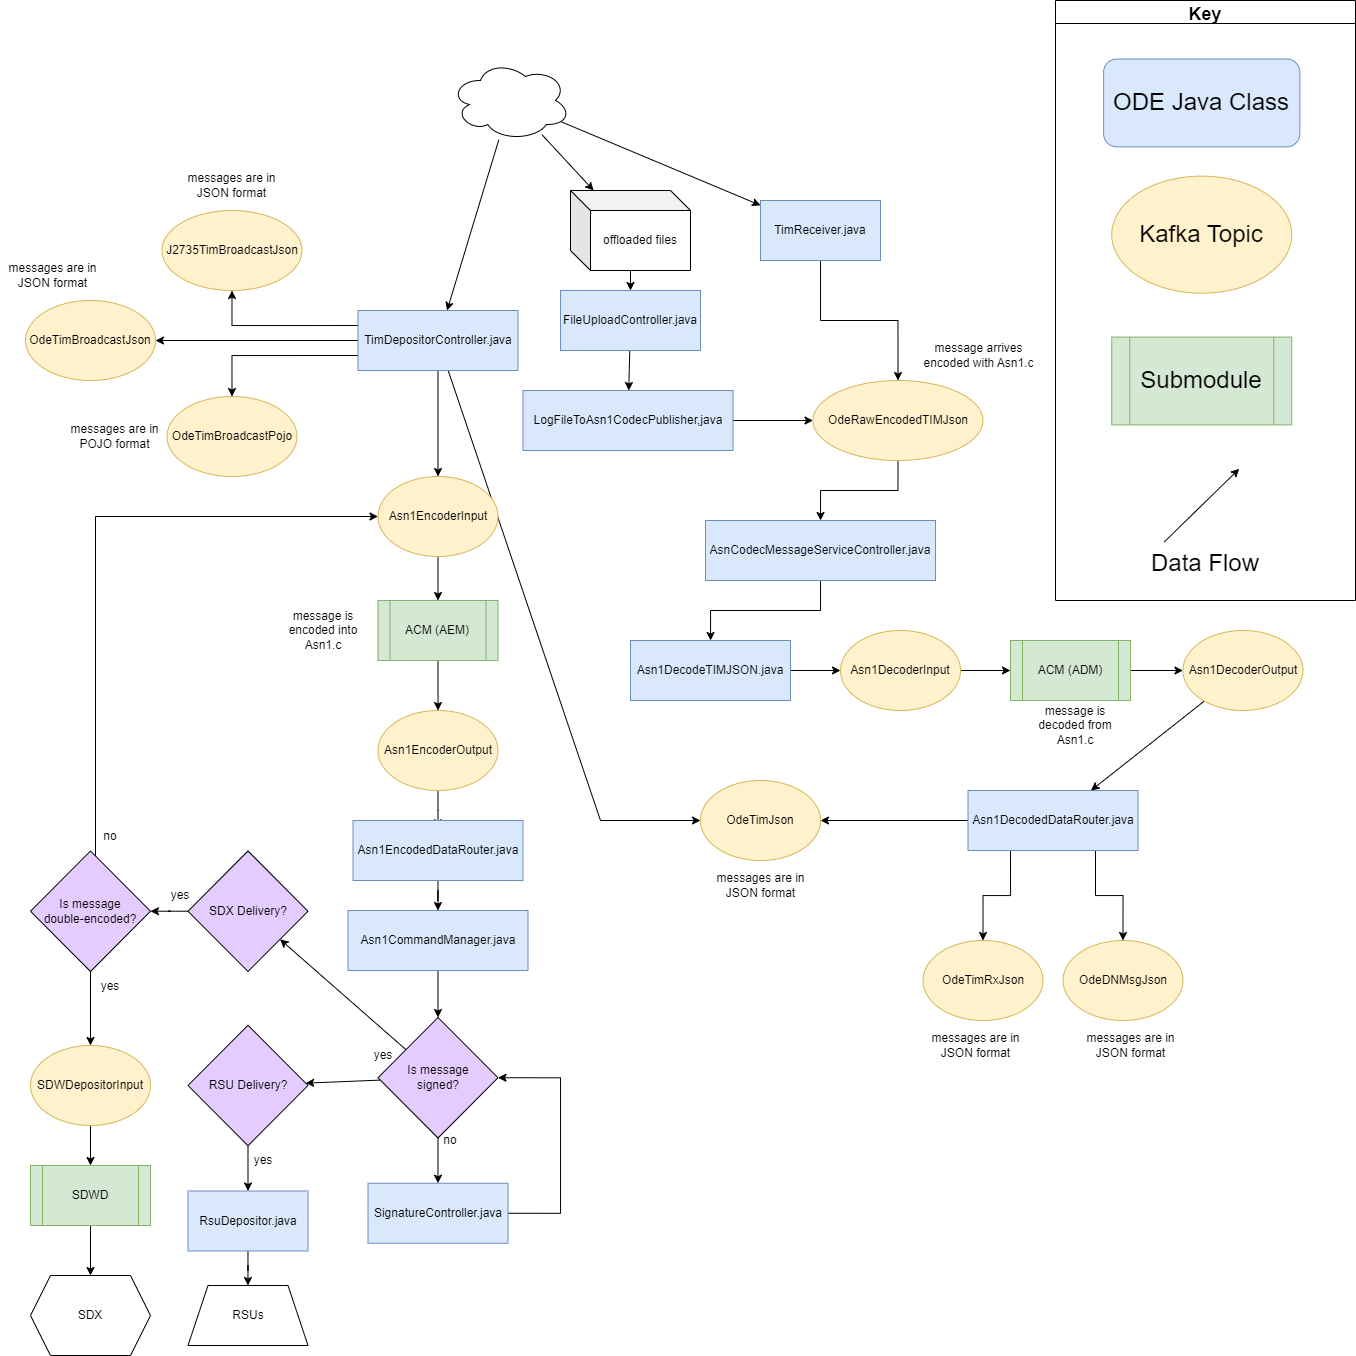 Key
ODE Java Class
Kafka Topic
Submodule
Data Flow
messages are in
JSON format
J2735TimBroadcastJson
messages are in
JSON format
OdeTimBroadcastJson
messages are in
POJO format
OdeTimBroadcastPojo
TimDepositorController.java
offloaded files
TimReceiver.java
FileUploadController.java
LogFileToAsn1CodecPublisher,java
message arrives
encoded with Asn1.c
OdeRawEncodedTIMJson
AsnCodecMessageServiceController.java
Asn1DecodeTIMJSON.java
Asn1DecoderInput
ACM (ADM)
message is
decoded from
Asn1.c
Asn1DecoderOutput
Asn1EncoderInput
message is
encoded into
Asn1.c
ACM (AEM)
Asn1EncoderOutput
Asn1EncodedDataRouter.java
Asn1CommandManager.java
OdeTimJson
messages are in
JSON format
Asn1DecodedDataRouter.java
OdeTimRxJson
messages are in
JSON format
OdeDNMsgJson
messages are in
JSON format
no
Is message
double-encoded?
yes
SDX Delivery?
yes
SDWDepositorInput
SDWD
SDX
RSU Delivery?
yes
Is message
signed?
no
yes
RsuDepositor.java
RSUs
SignatureController.java